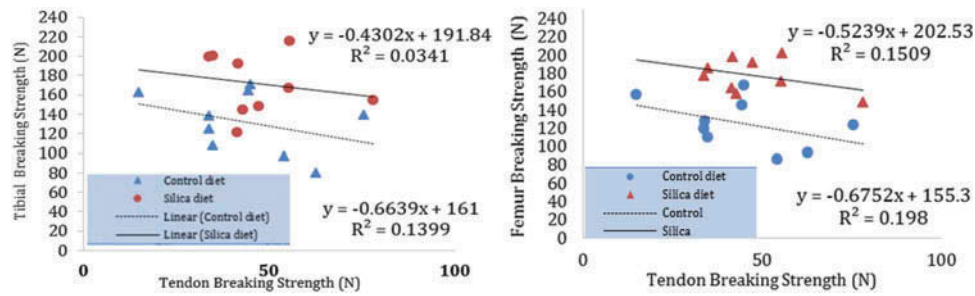 Tibial Breaking Strength (N)
240
220
200
180
160
140
120
100
80
60
40
20
0
y = -0.4302x + 191.84
R² = 0.0341
Control diet
Silica diet
Linear (Control diet)
Linear (Silica diet)
y = -0.6639x + 161
R² = 0.1399
0
50
100
Tendon Breaking Strength (N)
Femur Breaking Strength (N)
240
220
200
180
160
140
120
100
80
60
40
20
0
y = -0.5239x + 202.53
R² = 0.1509
Control diet
Silica diet
Control
Silica
y = -0.6752x + 155.3
R² = 0.198
0
50
100
Tendon Breaking Strength (N)